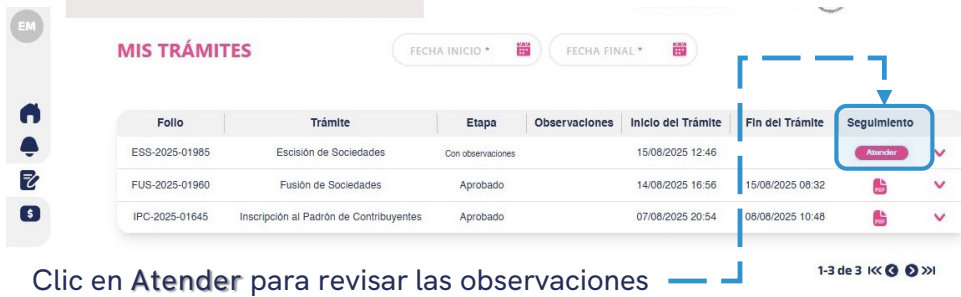 EM
MIS TRÁMITES
FECHA INICIO *
FECHA FINAL *
Folio Trámite Etapa Observaciones Inicio del Trámite Fin del Trámite Seguimiento
ESS-2025-01985 Escisión de Sociedades Con observaciones 15/08/2025 12:46 Atender
FUS-2025-01960 Fusión de Sociedades Aprobado 14/08/2025 16:56 15/08/2025 08:32 PDF
IPC-2025-01645 Inscripción al Padrón de Contribuyentes Aprobado 07/08/2025 20:54 08/08/2025 10:48 PDF
1-3 de 3
Clic en Atender para revisar las observaciones